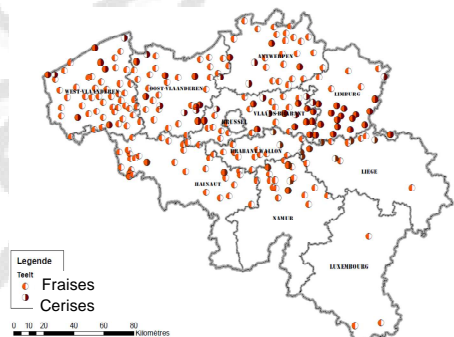 ANTWERPEN
WEST-VLAANDEREN
OOST-VLAANDEREN
LIMBURG
VLAAMS-BRABANT
BRUSSEL
BRABANT WALLON
HAINAUT
LIEGE
NAMUR
LUXEMBOURG
Legende
Teelt
Fraises
Cerises
0 10 20 40 60 80
Kilomètres